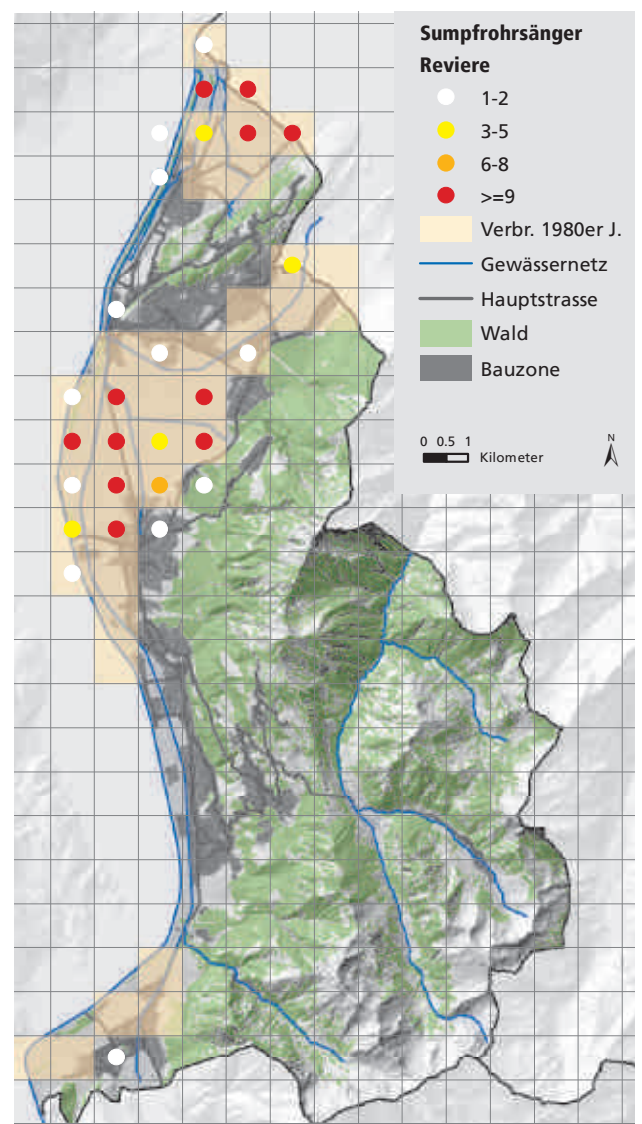 Sumpfrohrsänger
Reviere
1-2
3-5
6-8
>=9
Verbr. 1980er J.
Gewässernetz
Hauptstrasse
Wald
Bauzone
0 0.5 1
Kilometer
N